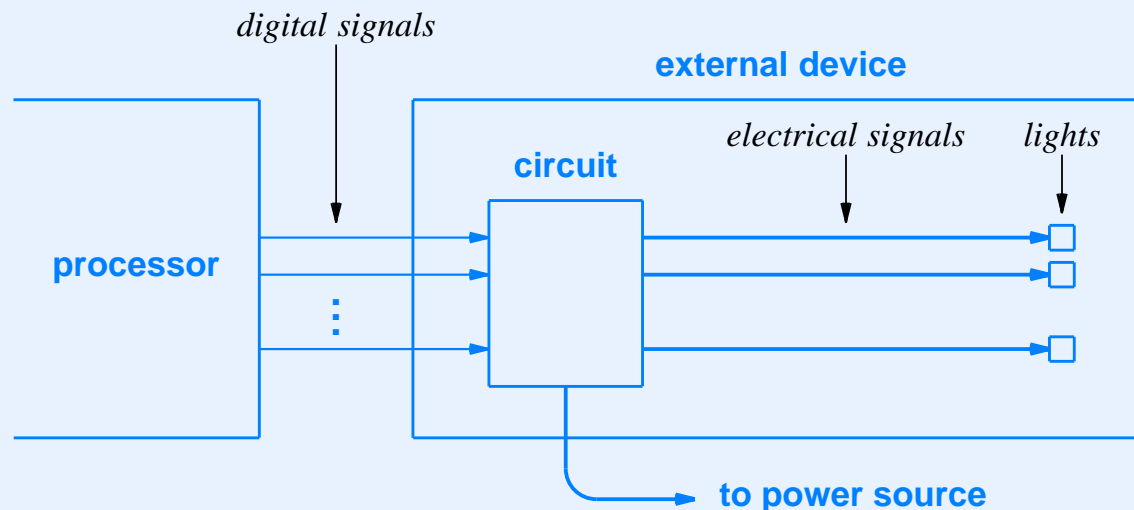 digital signals
external device
electrical signals
lights
circuit
processor
to power source